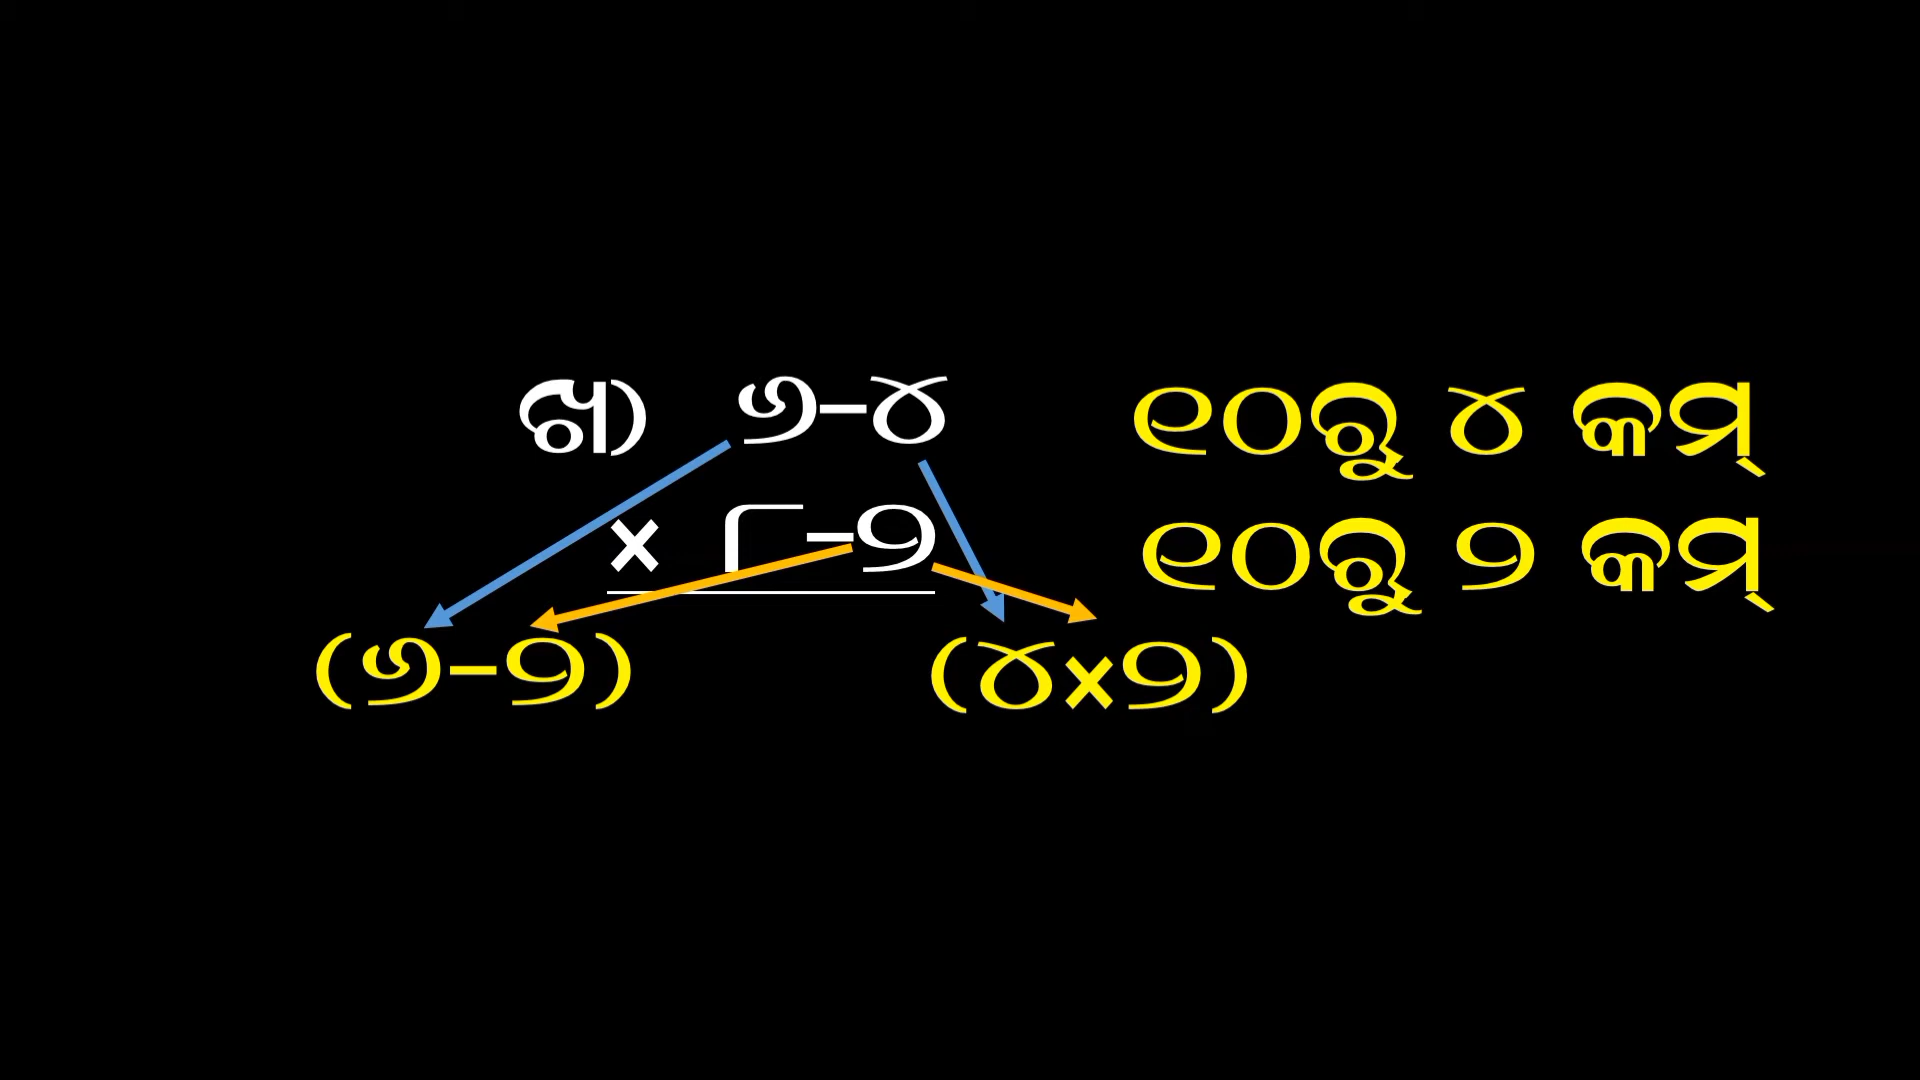 ଖ) ୬-୪ ୧୦ରୁ ୪ କମ୍
× ୮-୨ ୧୦ରୁ ୨ କମ୍
(୬-୨) (୪×୨)